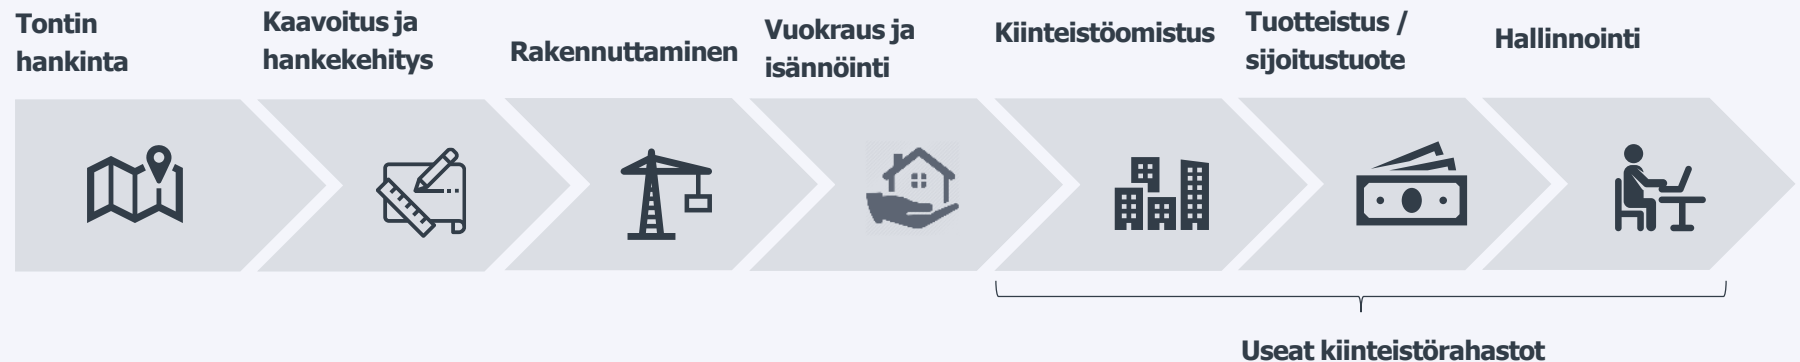 Tontin
hankinta
Kaavoitus ja
hankekehitys
Rakennuttaminen
Vuokraus ja
isännöinti
Kiinteistöomistus
Tuotteistus /
sijoitustuote
Hallinnointi
Useat kiinteistörahastot